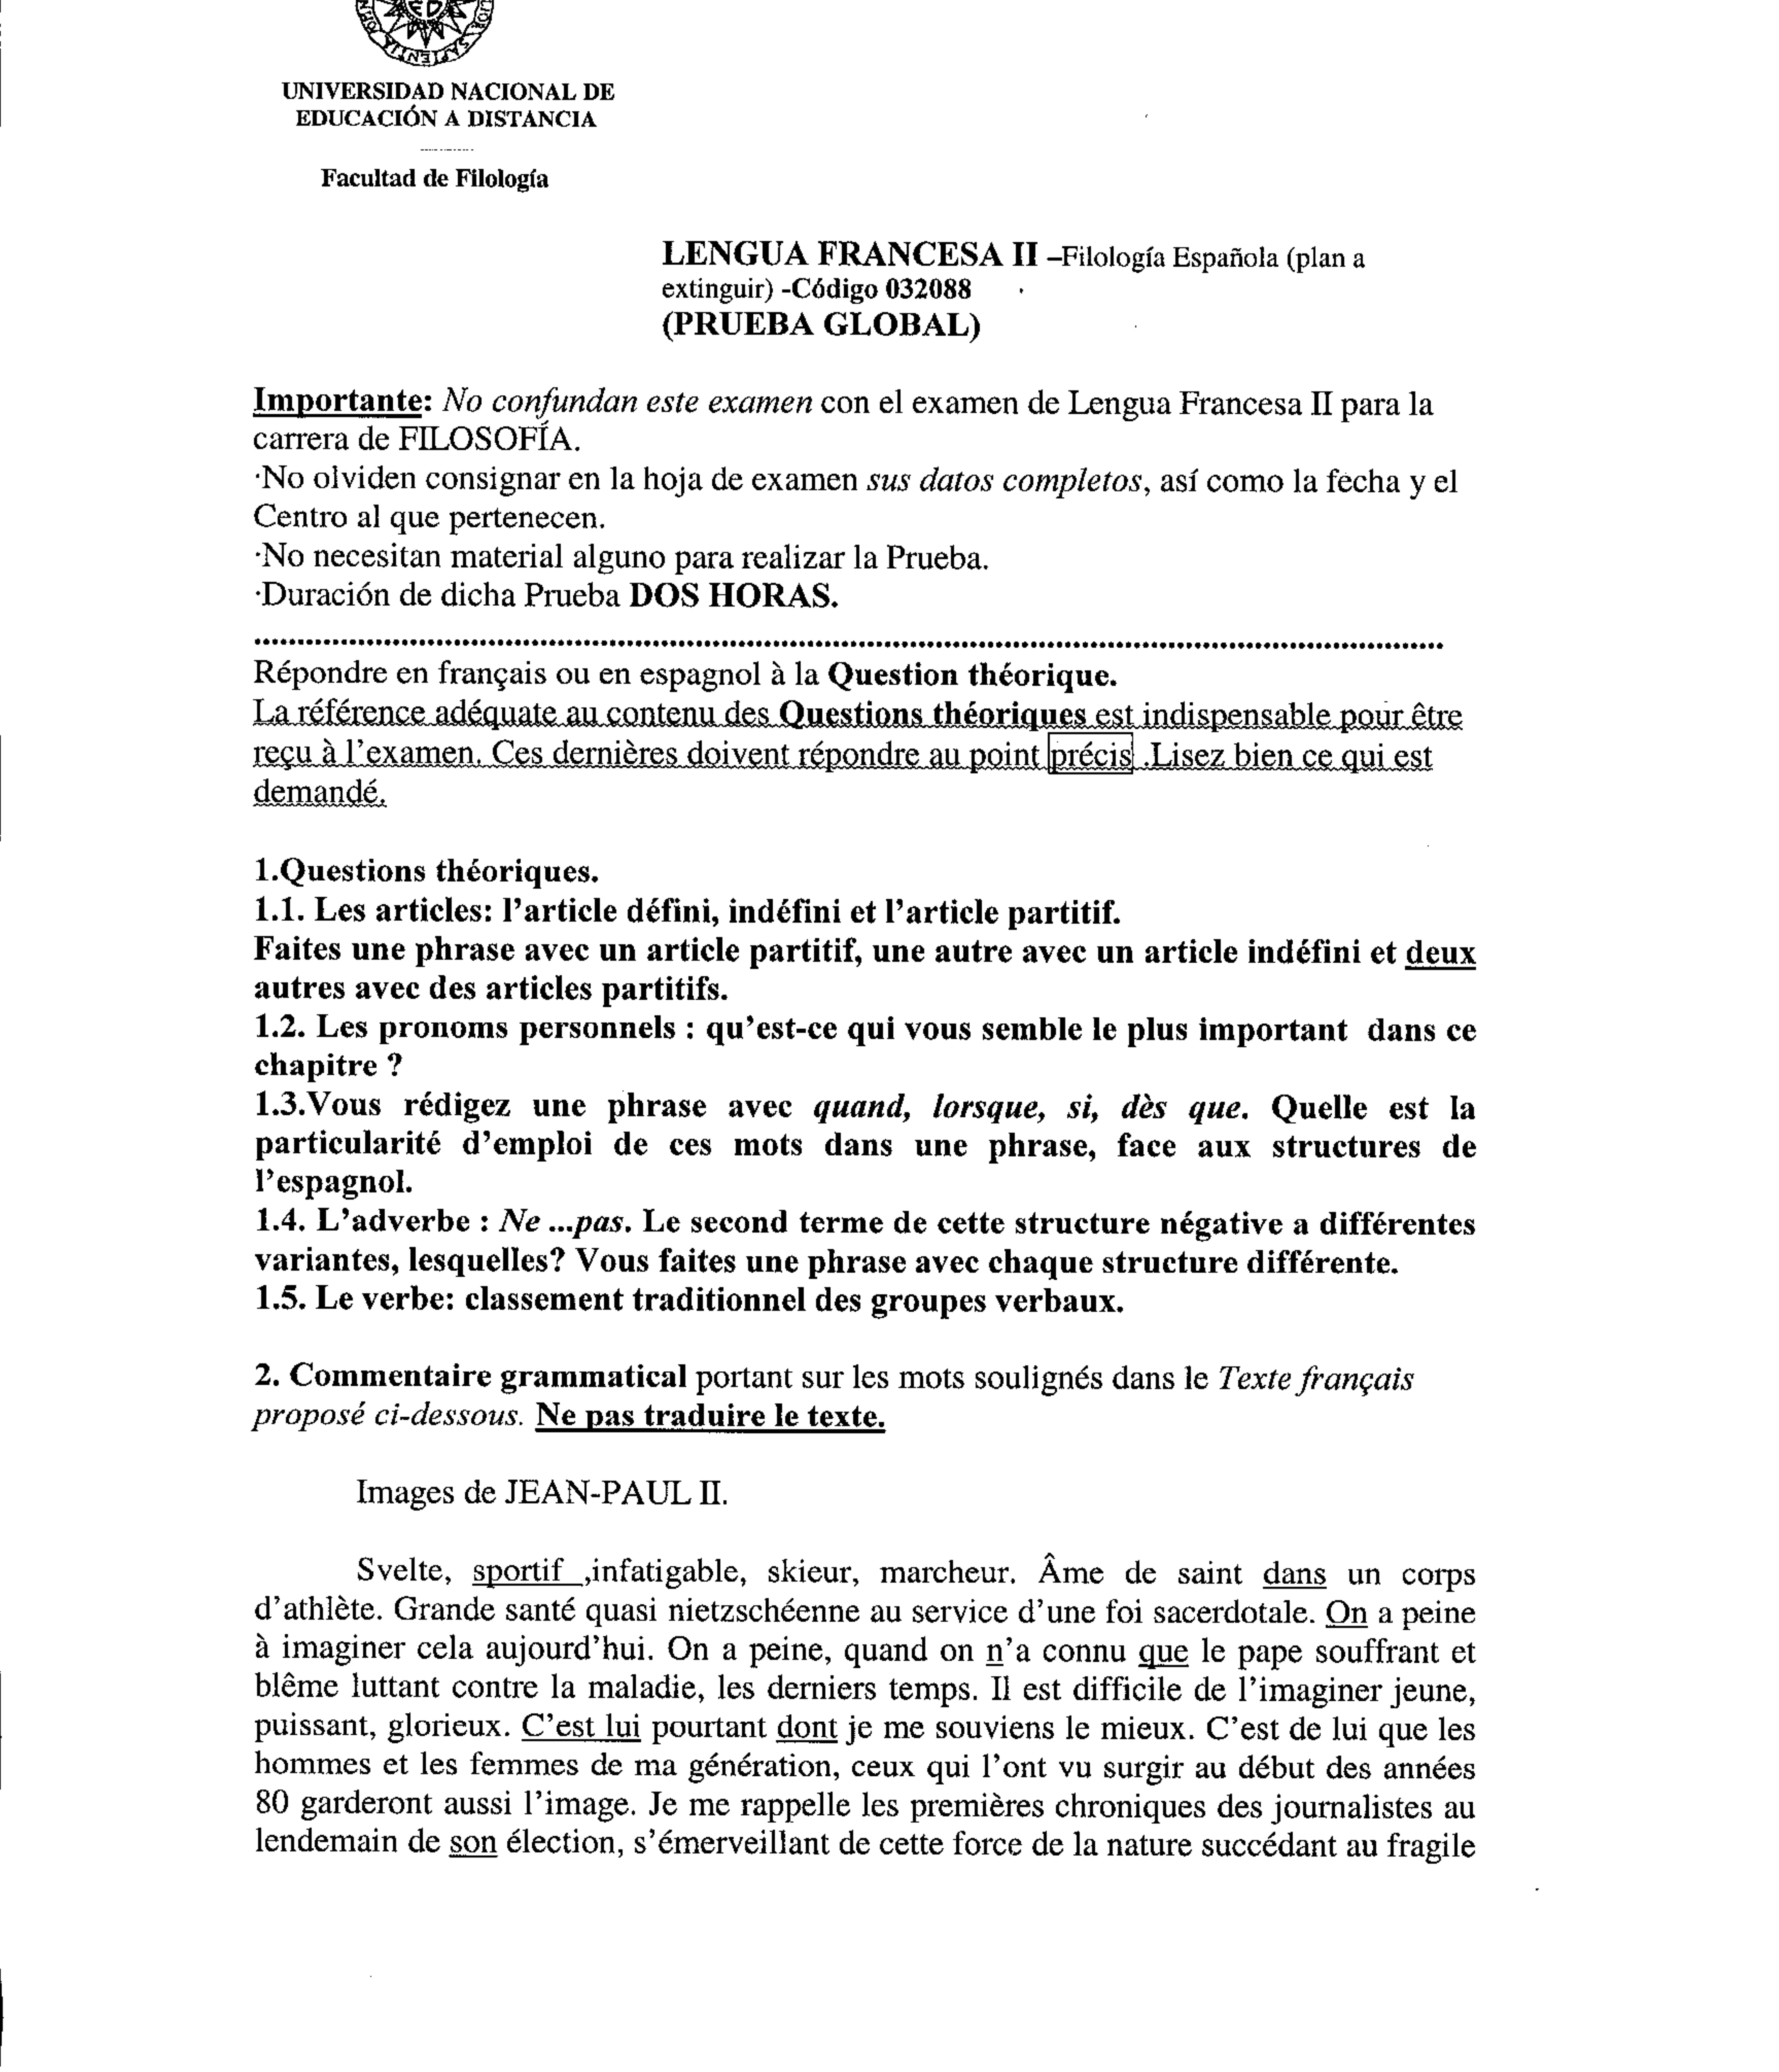 SAPIENTIA
UNIVERSIDAD NACIONAL DE
EDUCACIÓN A DISTANCIA
Facultad de Filología
LENGUA FRANCESA II –Filología Española (plan a
extinguir) -Código 032088
(PRUEBA GLOBAL)
Importante: No confundan este examen con el examen de Lengua Francesa II para la
carrera de FILOSOFÍA.
·No olviden consignar en la hoja de examen sus datos completos, así como la fecha y el
Centro al que pertenecen.
·No necesitan material alguno para realizar la Prueba.
·Duración de dicha Prueba DOS HORAS.
Répondre en français ou en espagnol à la Question théorique.
La référence adéquate au contenu des Questions théoriques est indispensable pour être
reçu à l’examen. Ces dernières doivent répondre au point précis .Lisez bien ce qui est
demandé.
1.Questions théoriques.
1.1. Les articles: l’article défini, indéfini et l’article partitif.
Faites une phrase avec un article partitif, une autre avec un article indéfini et deux
autres avec des articles partitifs.
1.2. Les pronoms personnels : qu’est-ce qui vous semble le plus important dans ce
chapitre ?
1.3.Vous rédigez une phrase avec quand, lorsque, si, dès que. Quelle est la
particularité d’emploi de ces mots dans une phrase, face aux structures de
l’espagnol.
1.4. L’adverbe : Ne ...pas. Le second terme de cette structure négative a différentes
variantes, lesquelles? Vous faites une phrase avec chaque structure différente.
1.5. Le verbe: classement traditionnel des groupes verbaux.
2. Commentaire grammatical portant sur les mots soulignés dans le Texte français
proposé ci-dessous. Ne pas traduire le texte.
Images de JEAN-PAUL II.
Svelte, sportif ,infatigable, skieur, marcheur. Âme de saint dans un corps
d’athlète. Grande santé quasi nietzschéenne au service d’une foi sacerdotale. On a peine
à imaginer cela aujourd’hui. On a peine, quand on n’a connu que le pape souffrant et
blême luttant contre la maladie, les derniers temps. Il est difficile de l’imaginer jeune,
puissant, glorieux. C’est lui pourtant dont je me souviens le mieux. C’est de lui que les
hommes et les femmes de ma génération, ceux qui l’ont vu surgir au début des années
80 garderont aussi l’image. Je me rappelle les premières chroniques des journalistes au
lendemain de son élection, s’émerveillant de cette force de la nature succédant au fragile